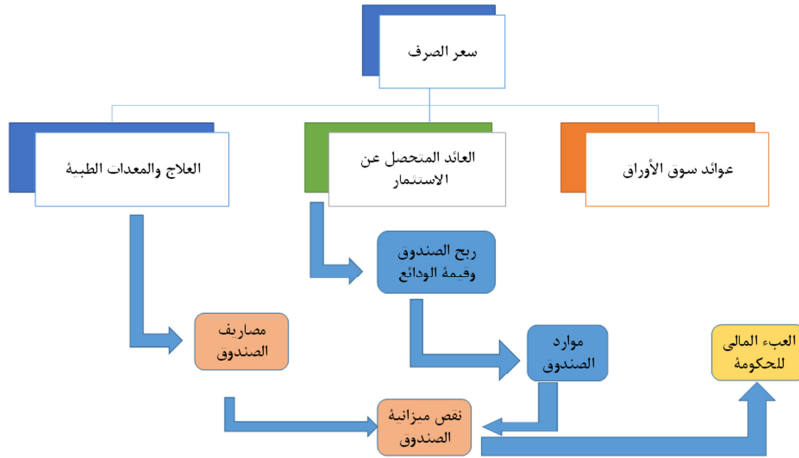 سعر الصرف
عوائد سوق الأوراق
العائد المتحصل عن
الاستثمار
العلاج والمعدات الطبية
ربح الصندوق
وقيمة الودائع
مصاريف
الصندوق
موارد
الصندوق
العبء المالى
للحكومة
نقص ميزانية
الصندوق